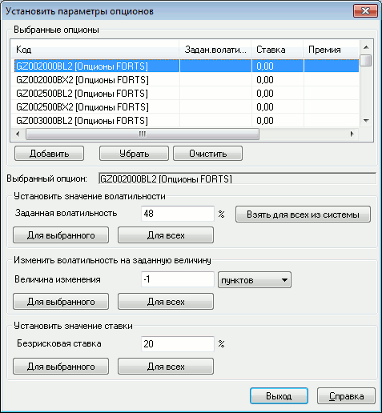 Установить параметры опционов
Выбранные опционы
Код Задан.волати... Ставка Премия
GZ002000BL2 [Опционы FORTS] 0,00
GZ002000BX2 [Опционы FORTS] 0,00
GZ002500BL2 [Опционы FORTS] 0,00
GZ002500BX2 [Опционы FORTS] 0,00
GZ003000BL2 [Опционы FORTS] 0,00
Добавить Убрать Очистить
Выбранный опцион: GZ002000BL2 [Опционы FORTS]
Установить значение волатильности
Заданная волатильность 48 % Взять для всех из системы
Для выбранного Для всех
Изменить волатильность на заданную величину
Величина изменения -1 пунктов
Для выбранного Для всех
Установить значение ставки
Безрисковая ставка 20 %
Для выбранного Для всех
Выход Справка